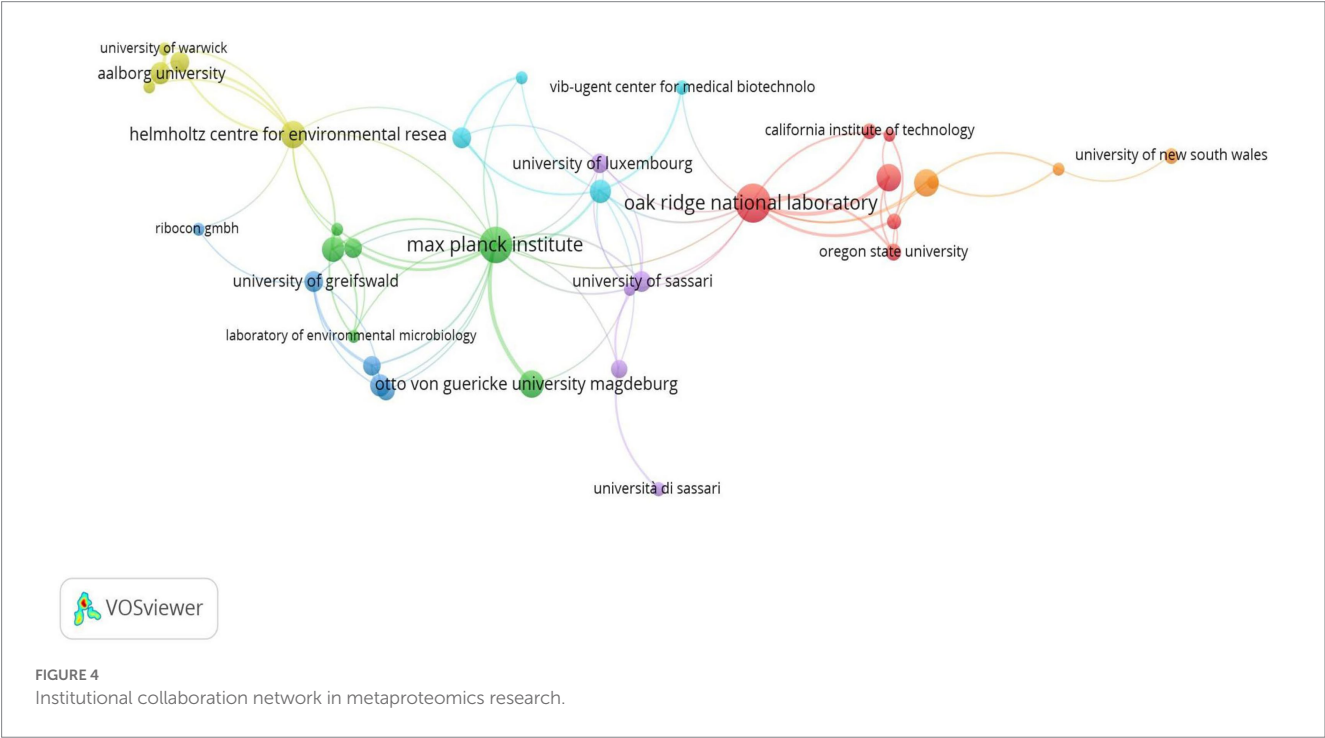 university of warwick
aalborg university
vib-ugent center for medical biotechnolo
helmholtz centre for environmental resea
california institute of technology
university of new south wales
university of luxembourg
oak ridge national laboratory
ribocon gmbh
max planck institute
oregon state university
university of greifswald
university of sassari
laboratory of environmental microbiology
otto von guericke university magdeburg
università di sassari
VOSviewer
FIGURE 4
Institutional collaboration network in metaproteomics research.